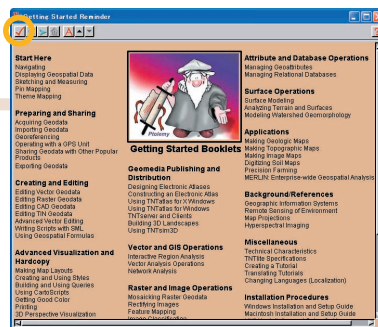 Getting Started Reminder
Start Here
Navigating
Displaying Geospatial Data
Sketching and Measuring
Pin Mapping
Theme Mapping
Preparing and Sharing
Acquiring Geodata
Importing Geodata
Georeferencing
Operating with a GPS Unit
Sharing Geodata with Other Popular
Products
Exporting Geodata
Creating and Editing
Editing Vector Geodata
Editing Raster Geodata
Editing CAD Geodata
Editing TIN Geodata
Advanced Vector Editing
Writing Scripts with SML
Using Geospatial Formulas
Advanced Visualization and
Hardcopy
Making Map Layouts
Creating and Using Styles
Building and Using Queries
Using CartoScripts
Getting Good Color
Printing
3D Perspective Visualization
Ptolemy
Getting Started Booklets
Geomedia Publishing and
Distribution
Designing Electronic Atlases
Constructing an Electronic Atlas
Using TNTatlas for X Windows
Using TNTatlas for Windows
TNTserver and Clients
Building 3D Landscapes
Using TNTsim3D
Vector and GIS Operations
Interactive Region Analysis
Vector Analysis Operations
Network Analysis
Raster and Image Operations
Mosaicking Raster Geodata
Rectifying Images
Feature Mapping
Image Classification
Attribute and Database Operations
Managing Geoattributes
Managing Relational Databases
Surface Operations
Surface Modeling
Analyzing Terrain and Surfaces
Modeling Watershed Geomorphology
Applications
Making Geologic Maps
Making Topographic Maps
Making Image Maps
Digitizing Soil Maps
Precision Farming
MERLIN: Enterprise-wide Geospatial Analysis
Background/References
Geographic Information Systems
Remote Sensing of Environment
Map Projections
Hyperspectral Imaging
Miscellaneous
Technical Characteristics
TNTlite Specifications
Creating a Tutorial
Translating Tutorials
Changing Languages (Localization)
Installation Procedures
Windows Installation and Setup Guide
Macintosh Installation and Setup Guide